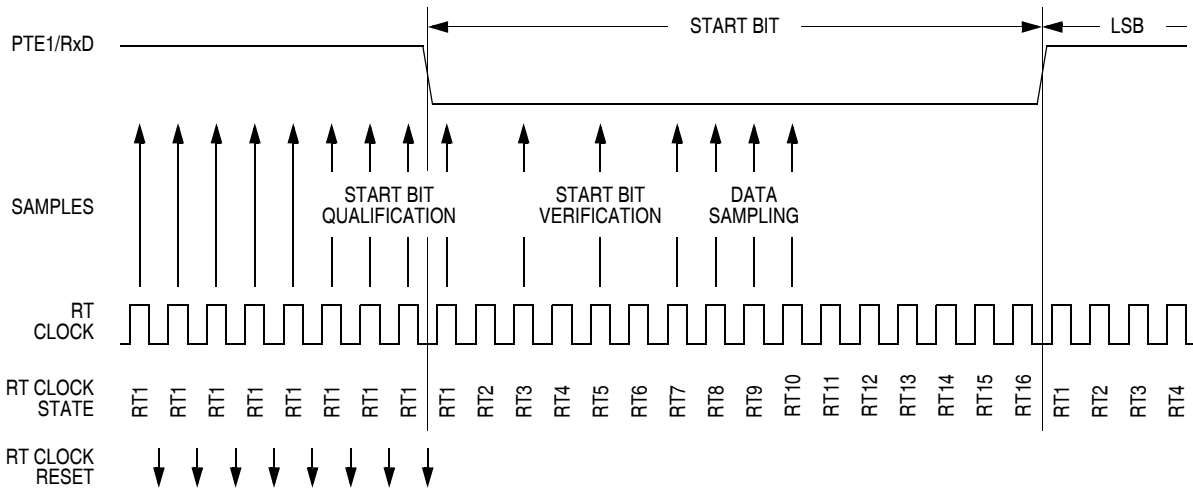 START BIT
LSB
PTE1/RxD
SAMPLES
START BIT
QUALIFICATION
START BIT
VERIFICATION
DATA
SAMPLING
RT
CLOCK
RT CLOCK
STATE
RT1 RT1 RT1 RT1 RT1 RT1 RT1 RT1 RT1 RT2 RT3 RT4 RT5 RT6 RT7 RT8 RT9 RT10 RT11 RT12 RT13 RT14 RT15 RT16 RT1 RT2 RT3 RT4
RT CLOCK
RESET